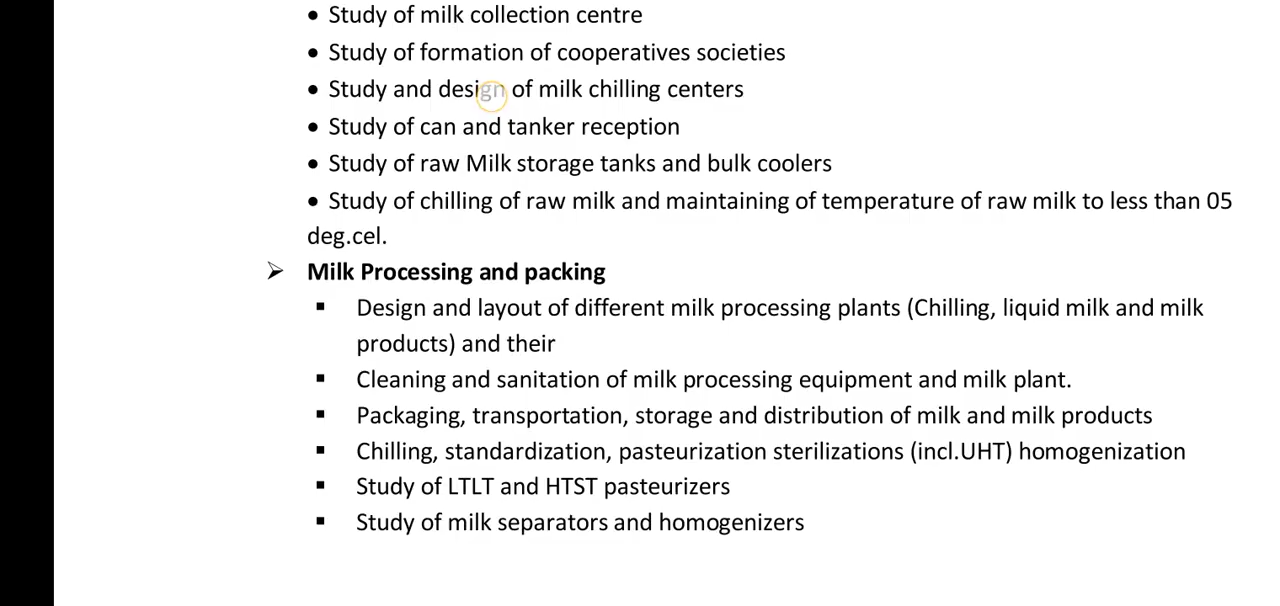 • Study of milk collection centre
• Study of formation of cooperatives societies
• Study and design of milk chilling centers
• Study of can and tanker reception
• Study of raw Milk storage tanks and bulk coolers
• Study of chilling of raw milk and maintaining of temperature of raw milk to less than 05
deg.cel.
➢ Milk Processing and packing
▪ Design and layout of different milk processing plants (Chilling, liquid milk and milk
products) and their
▪ Cleaning and sanitation of milk processing equipment and milk plant.
▪ Packaging, transportation, storage and distribution of milk and milk products
▪ Chilling, standardization, pasteurization sterilizations (incl.UHT) homogenization
▪ Study of LTLT and HTST pasteurizers
▪ Study of milk separators and homogenizers